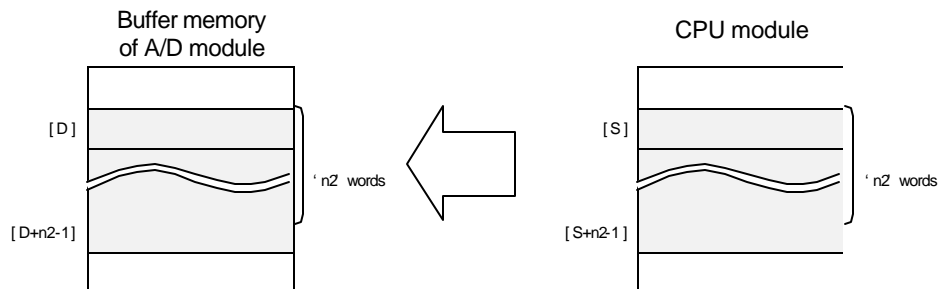 Buffer memory
of A/D module
CPU module
[D]
[S]
‘ n2’ words
‘ n2’ words
[D+n2-1]
[S+n2-1]